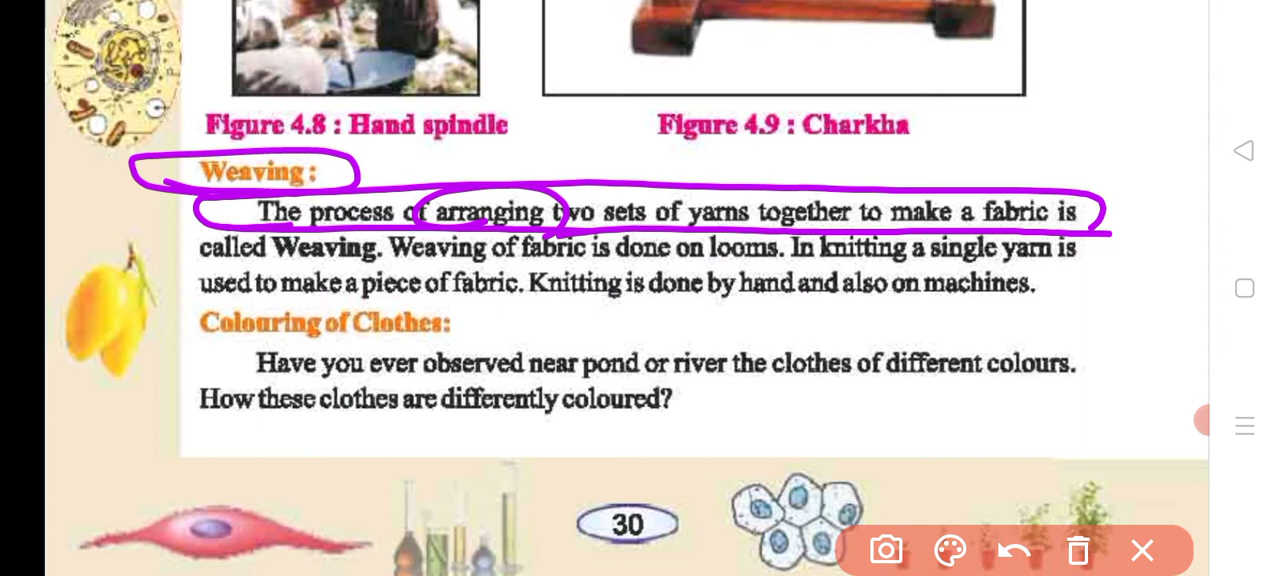 Figure 4.8 : Hand spindle
Figure 4.9 : Charkha
Weaving :
The process of arranging two sets of yarns together to make a fabric is
called Weaving. Weaving of fabric is done on looms. In knitting a single yarn is
used to make a piece of fabric. Knitting is done by hand and also on machines.
Colouring of Clothes:
Have you ever observed near pond or river the clothes of different colours.
How these clothes are differently coloured?
30